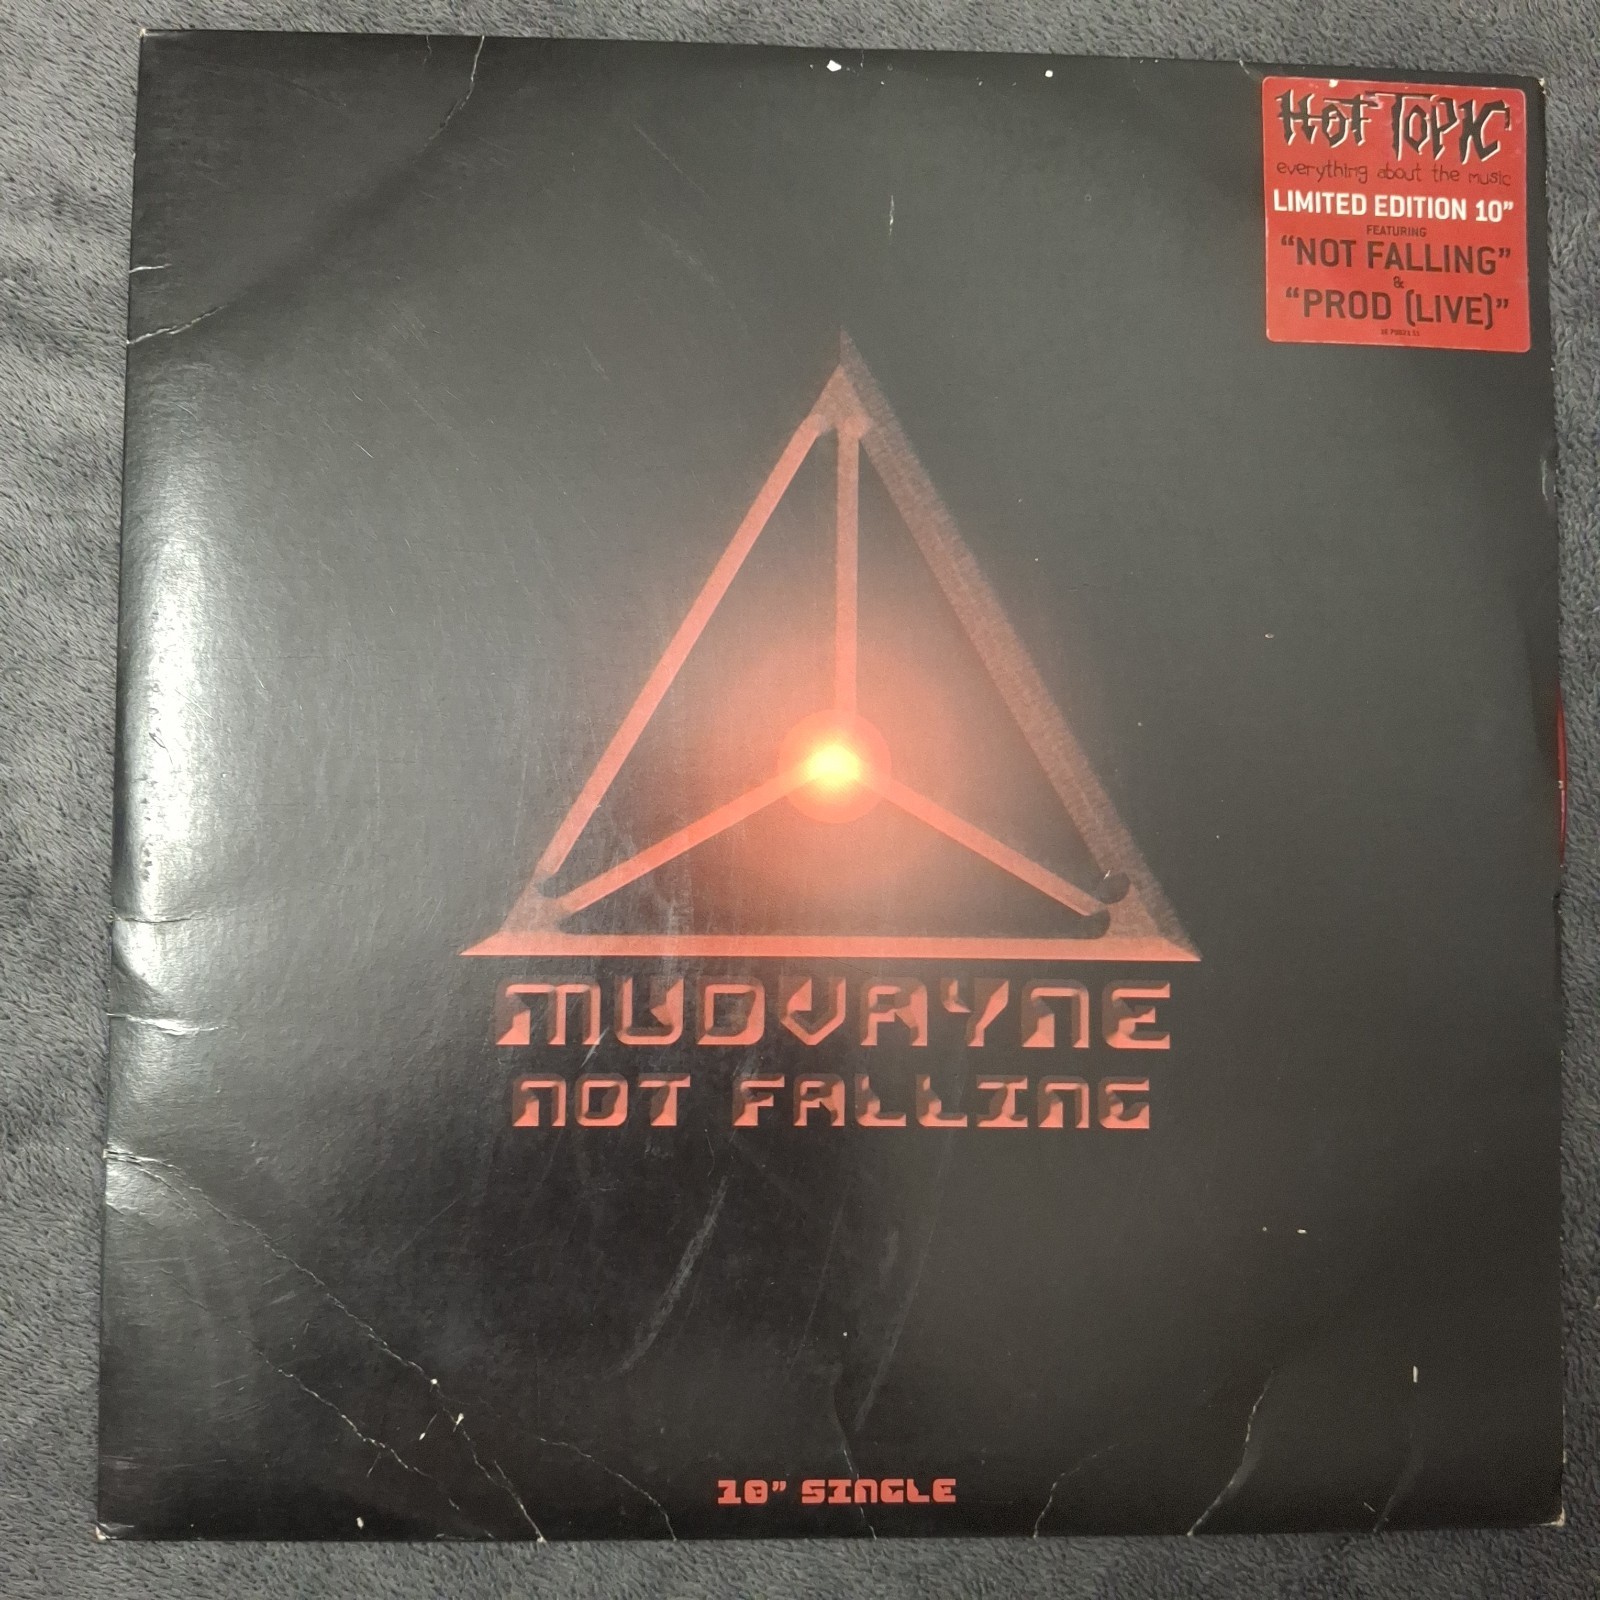 HOT TOPIC
everything about the music
LIMITED EDITION 10”
FEATURING
“NOT FALLING”
&
“PROD (LIVE)”
MUDVAYNE
NOT FALLING
10” SINGLE